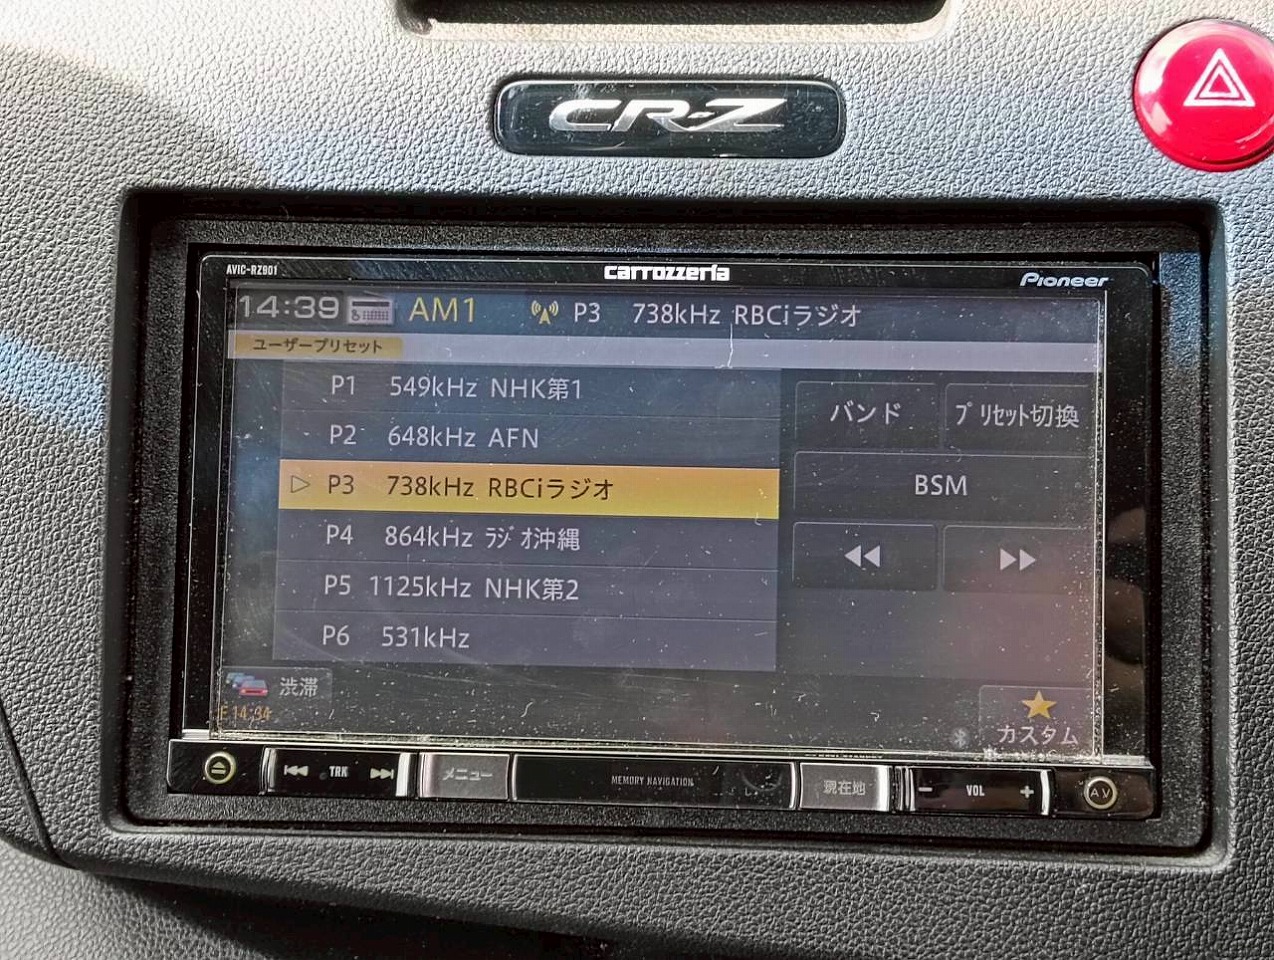 CR-Z
AVIC-RZ901
carrozzeria
Pioneer
14:39 AM1 P3 738kHz RBCiラジオ
ユーザープリセット
P1 549kHz NHK第1
P2 648kHz AFN
P3 738kHz RBCiラジオ
P4 864kHz ラジオ沖縄
P5 1125kHz NHK第2
P6 531kHz
バンド プリセット切換
BSM
渋滞
14:34
カスタム
TRK メニュー MEMORY NAVIGATION 現在地 - VOL + AV